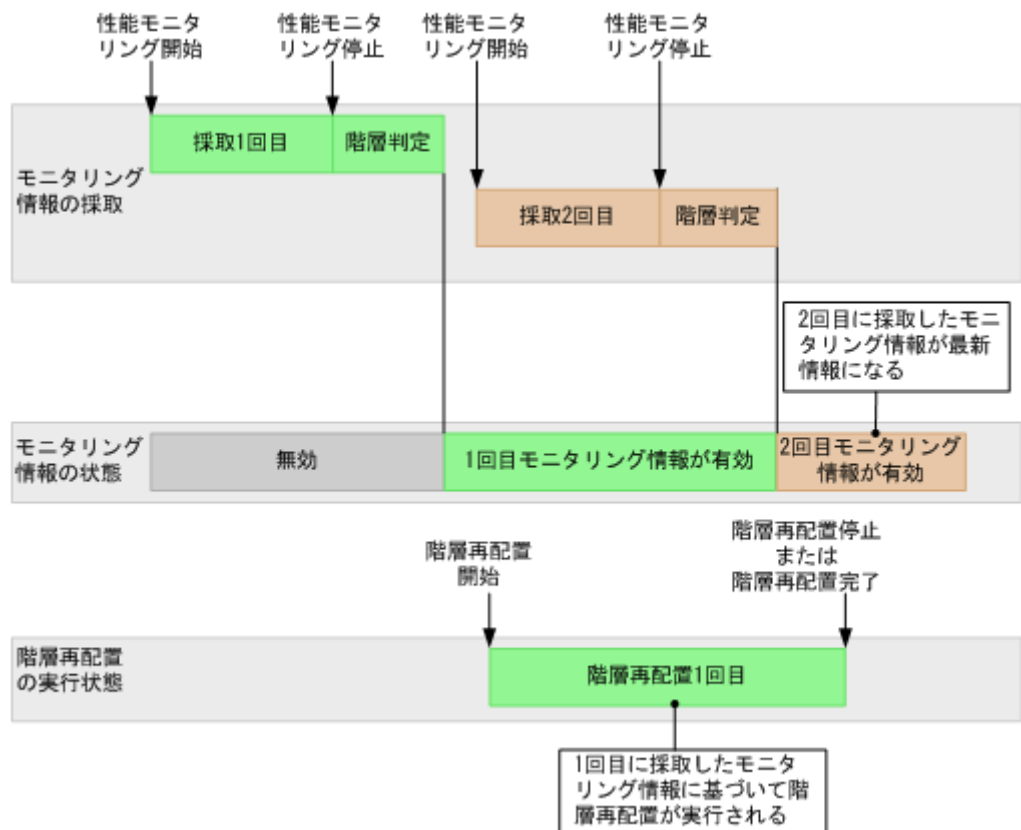 性能モニタ
リング開始
性能モニタ
リング停止
性能モニタ
リング開始
性能モニタ
リング停止
モニタリング
情報の採取
採取1回目
階層判定
採取2回目
階層判定
2回目に採取したモニ
タリング情報が最新
情報になる
モニタリング
情報の状態
無効
1回目モニタリング情報が有効
2回目モニタリング
情報が有効
階層再配置
開始
階層再配置停止
または
階層再配置完了
階層再配置
の実行状態
階層再配置1回目
1回目に採取したモニタ
リング情報に基づいて階
層再配置が実行される